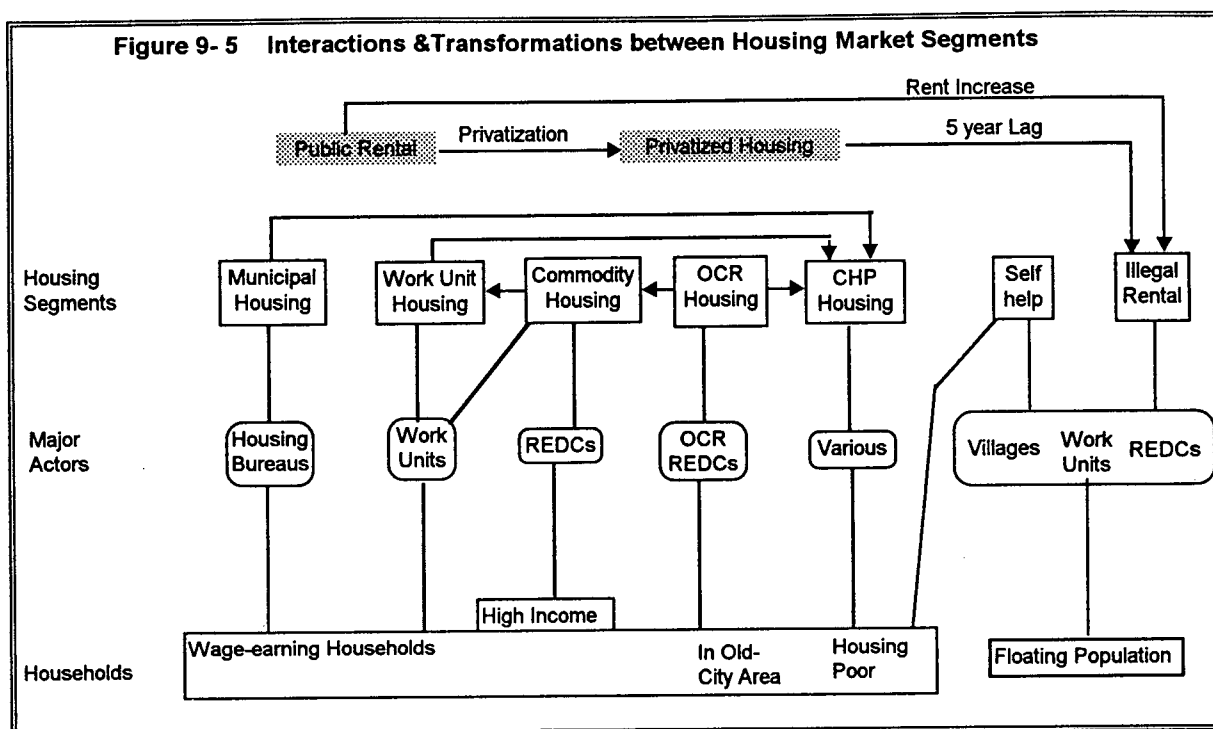 Figure 9- 5 Interactions &Transformations between Housing Market Segments
Rent Increase
Public Rental
Privatization
Privatized Housing
5 year Lag
Housing
Segments
Municipal
Housing
Work Unit
Housing
Commodity
Housing
OCR
Housing
CHP
Housing
Self
help
Illegal
Rental
Major
Actors
Housing
Bureaus
Work
Units
REDCs
OCR
REDCs
Various
Villages
Work
Units
REDCs
High Income
Households
Wage-earning Households
In Old-
City Area
Housing
Poor
Floating Population